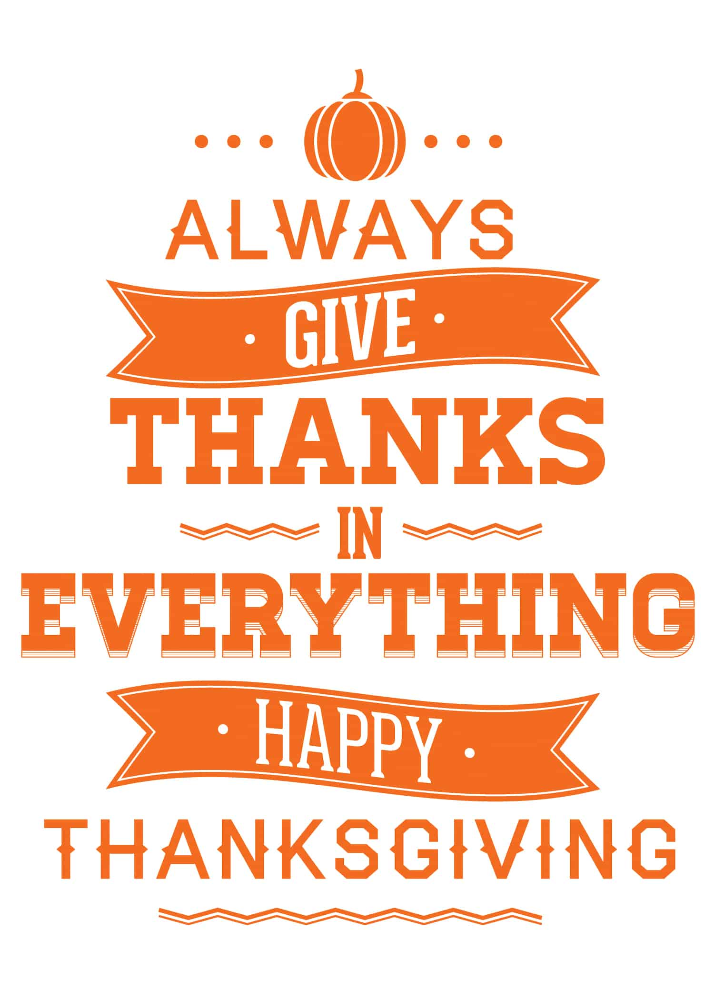 ALWAYS
GIVE
THANKS
IN
EVERYTHING
HAPPY
THANKSGIVING